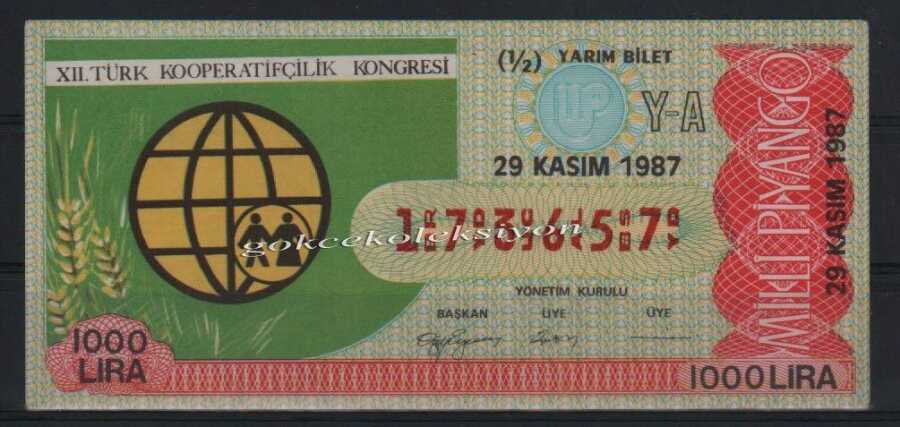 XII. TÜRK KOOPERATİFÇİLİK KONGRESİ
(½) YARIM BİLET
Y-A
29 KASIM 1987
173657
gokcekoleksiyon
YÖNETİM KURULU
BAŞKAN ÜYE ÜYE
1000 LİRA
MİLLİ PİYANGO
29 KASIM 1987
1000 LİRA